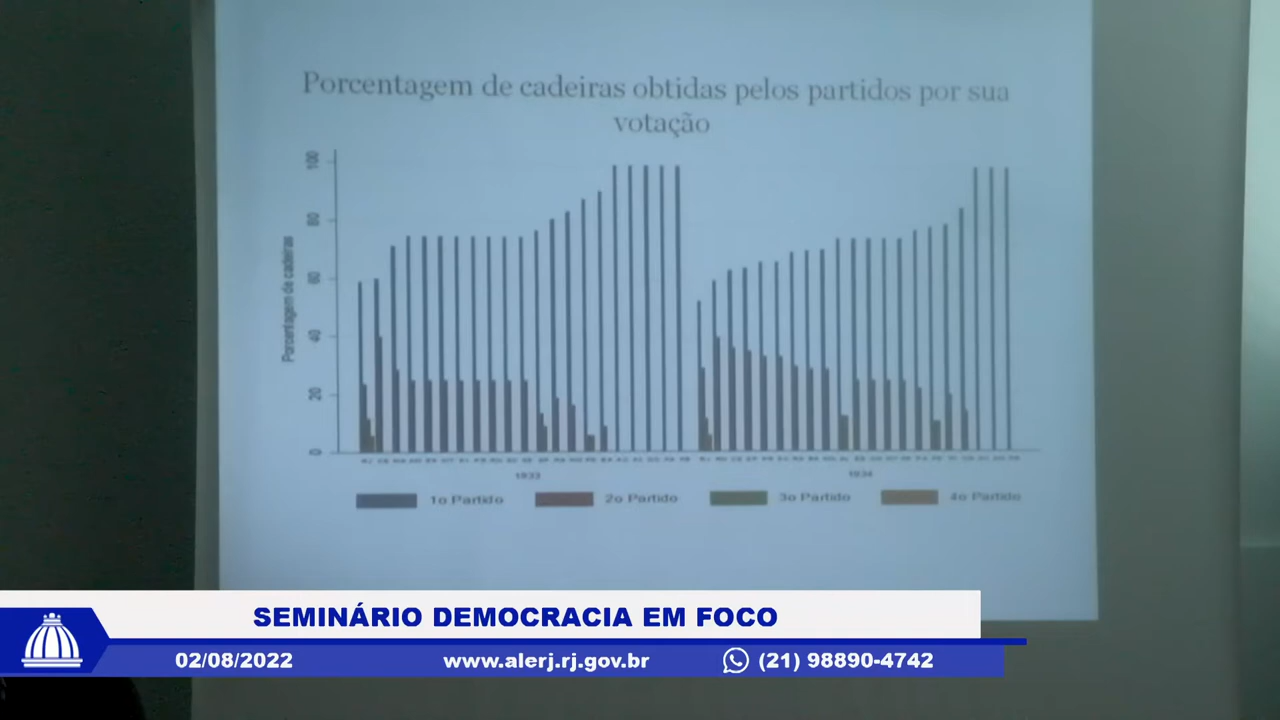 Porcentagem de cadeiras obtidas pelos partidos por sua
votação
Porcentagem de cadeiras
100
80
60
40
20
0
1933
1934
1o Partido
2o Partido
3o Partido
4o Partido
SEMINÁRIO DEMOCRACIA EM FOCO
02/08/2022
www.alerj.rj.gov.br
(21) 98890-4742